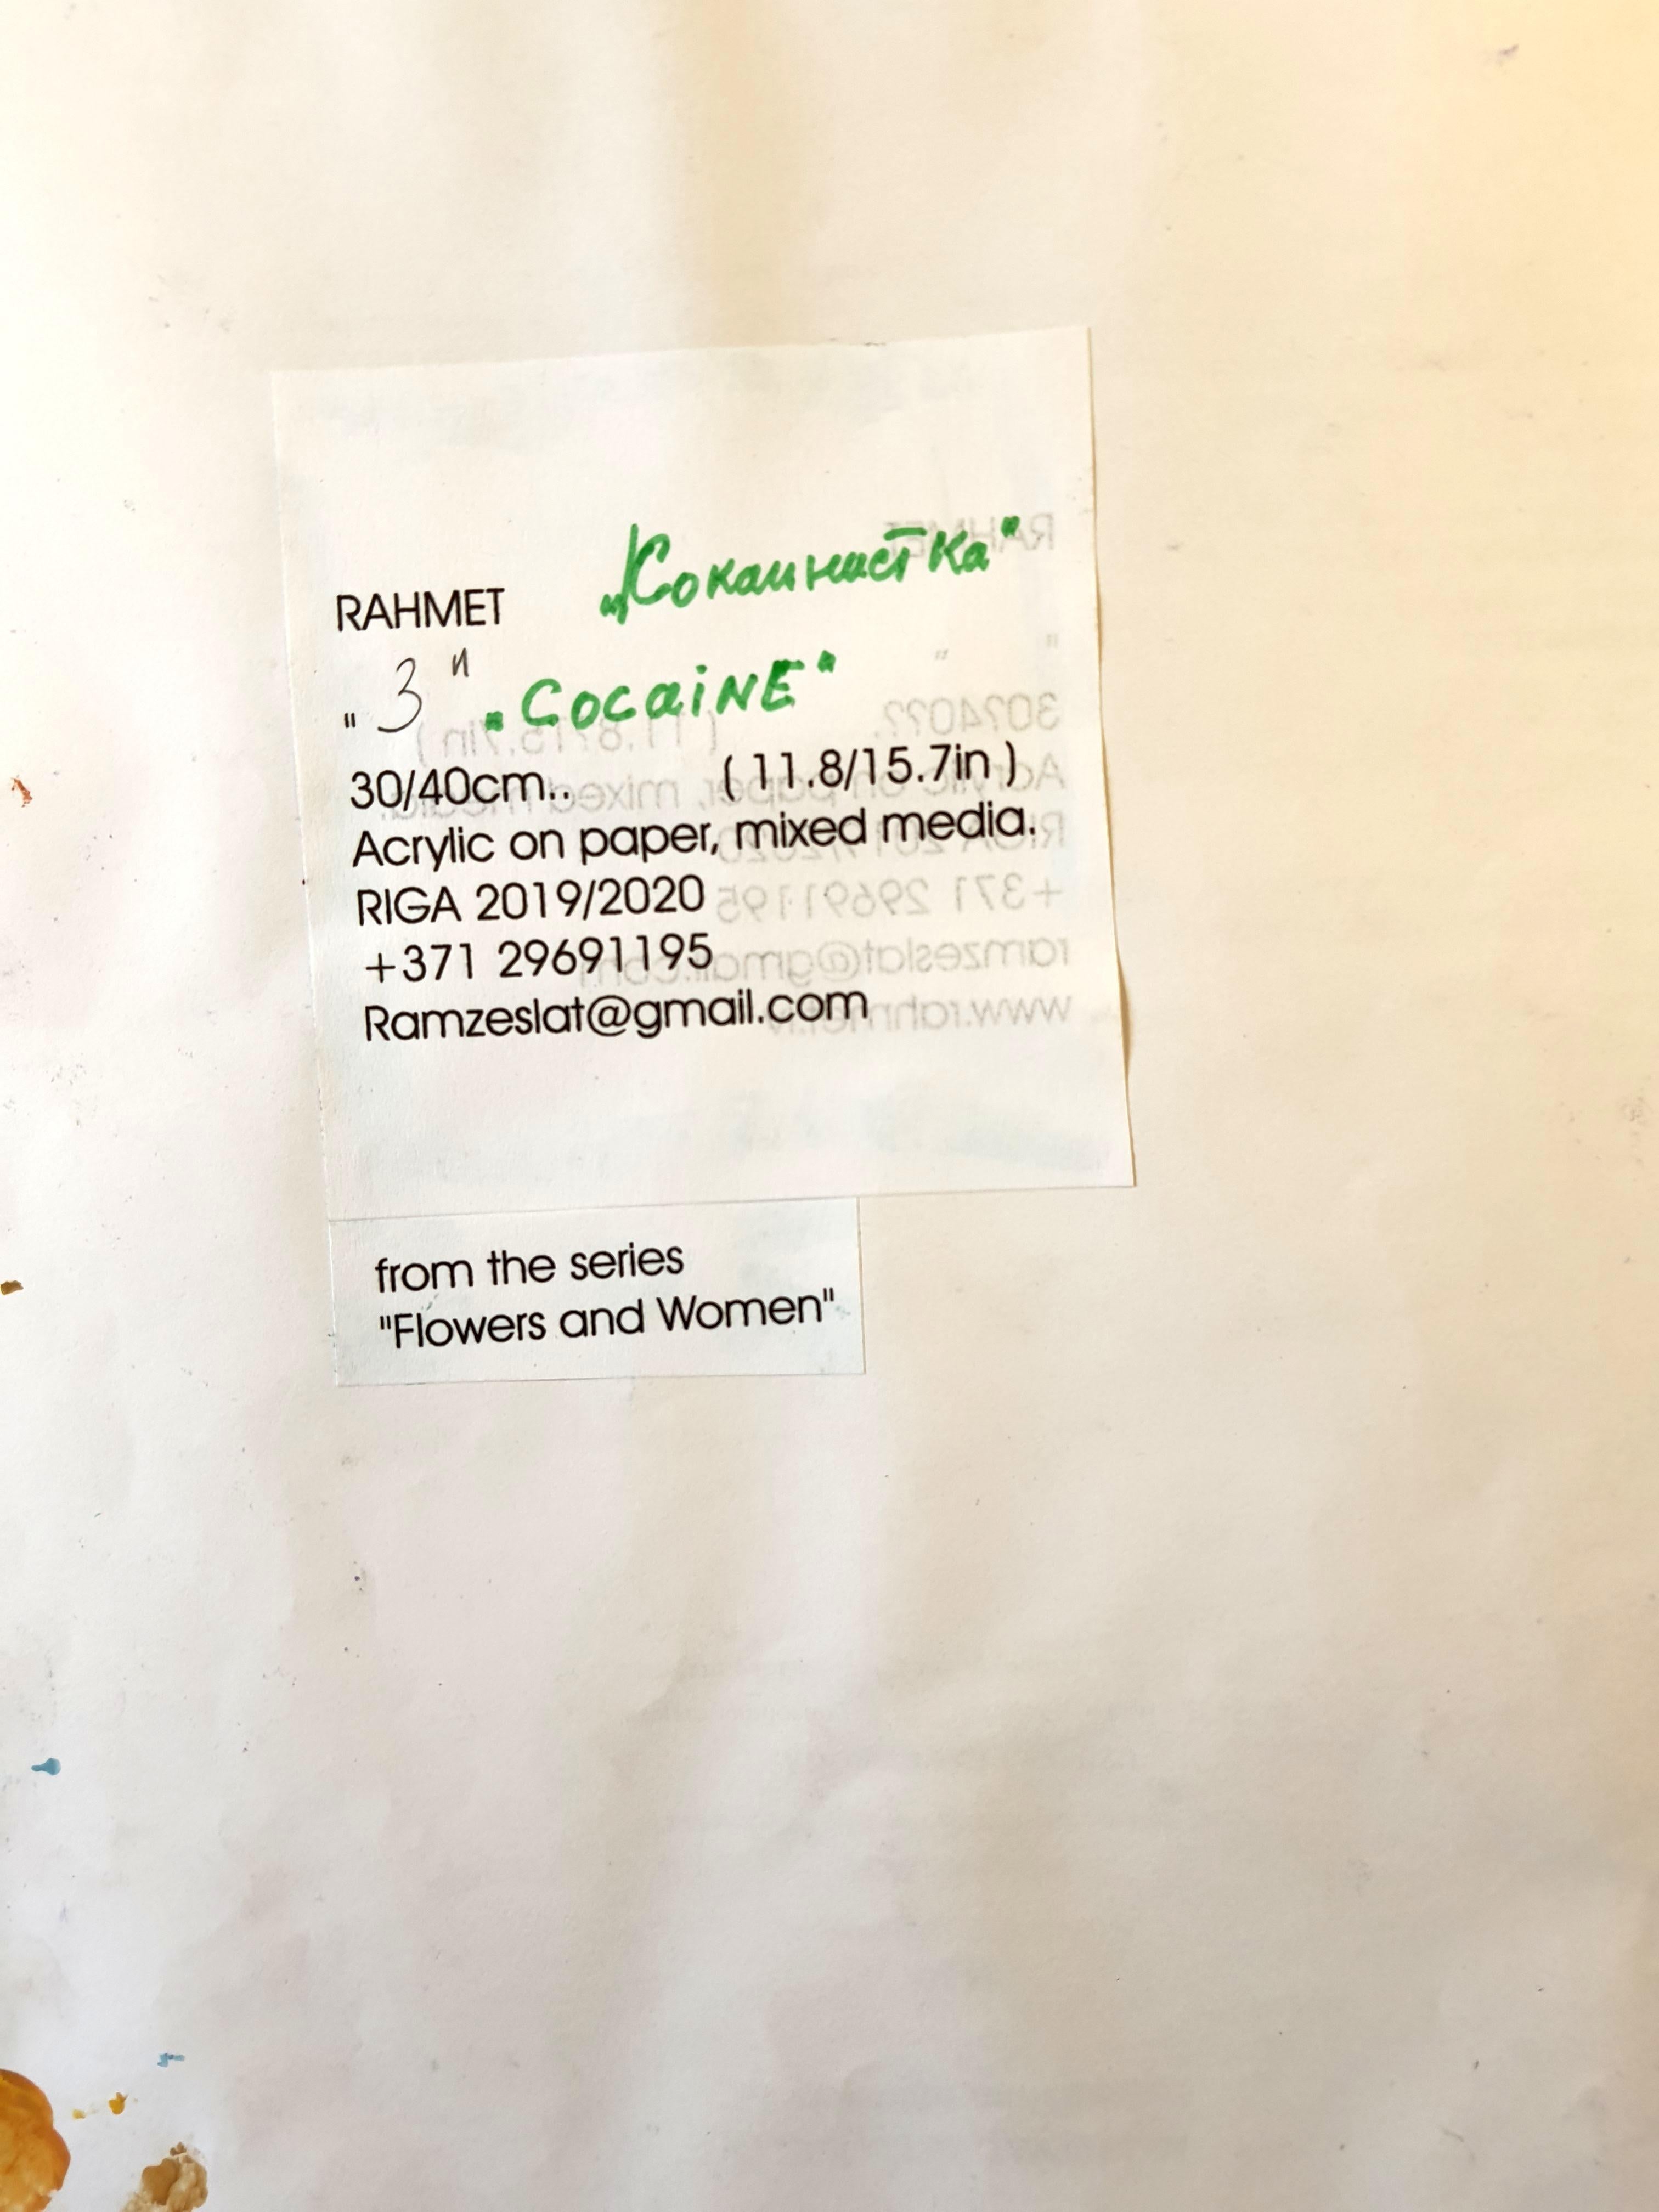 RAHMET „Кокаинистка"
"3" "COCaiNE"
30/40cm.. ( 11.8/15.7in )
Acrylic on paper, mixed media.
RIGA 2019/2020
+371 29691195
Ramzeslat@gmail.com
from the series
"Flowers and Women"